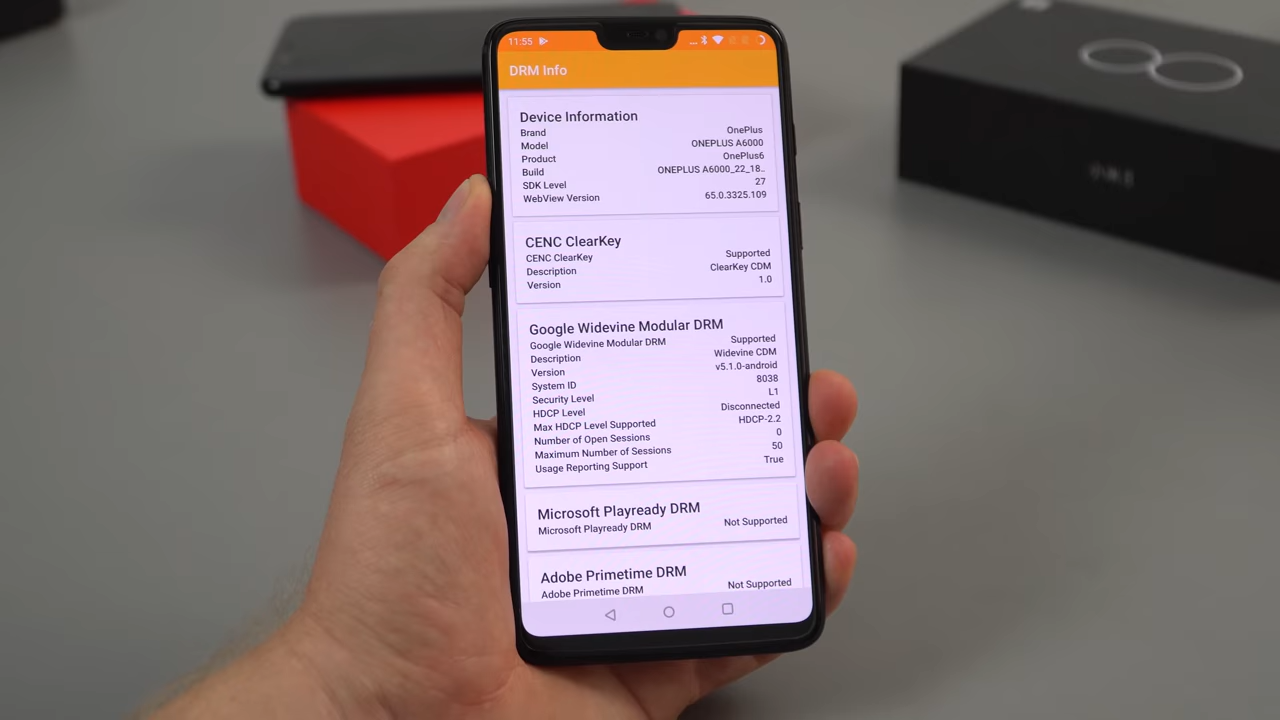 11:55
DRM Info
Device Information
Brand OnePlus
Model ONEPLUS A6000
Product OnePlus6
Build ONEPLUS A6000_22_18..
SDK Level 27
WebView Version 65.0.3325.109
CENC ClearKey
CENC ClearKey Supported
Description ClearKey CDM
Version 1.0
Google Widevine Modular DRM
Google Widevine Modular DRM Supported
Description Widevine CDM
Version v5.1.0-android
System ID 8038
Security Level L1
HDCP Level Disconnected
Max HDCP Level Supported HDCP-2.2
Number of Open Sessions 0
Maximum Number of Sessions 50
Usage Reporting Support True
Microsoft Playready DRM
Microsoft Playready DRM Not Supported
Adobe Primetime DRM
Adobe Primetime DRM Not Supported
8
小米8